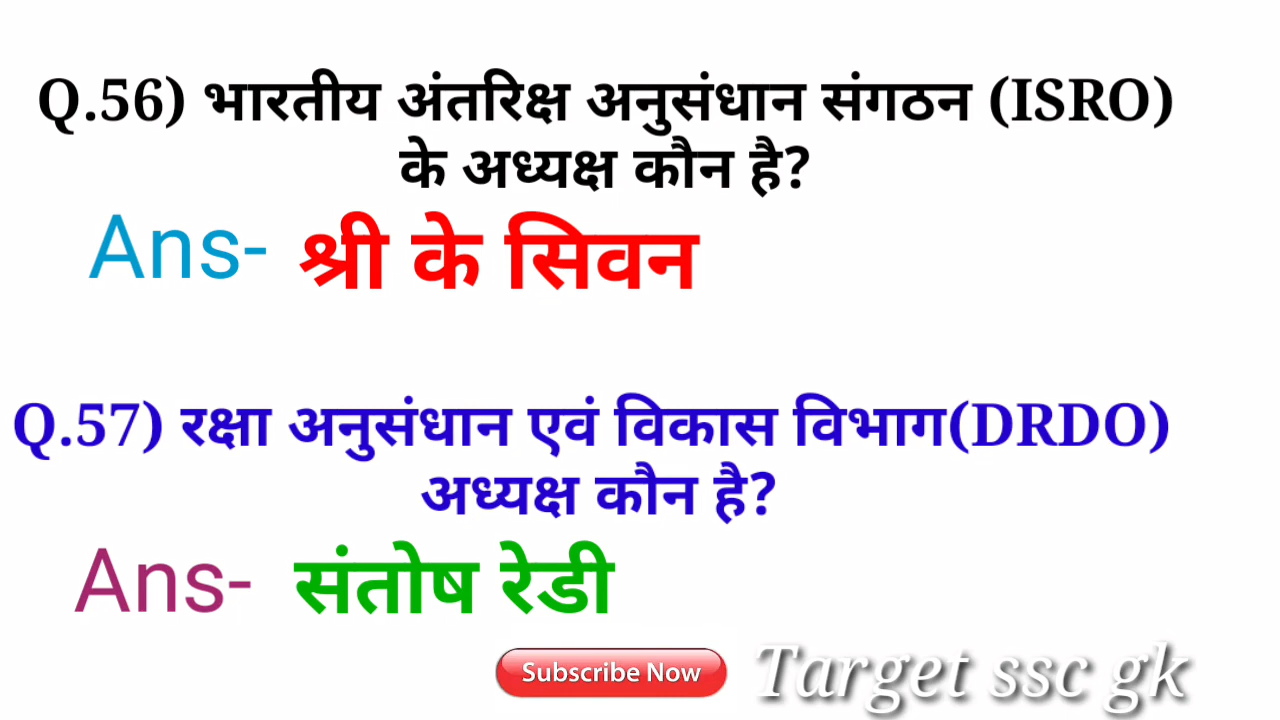 Q.56) भारतीय अंतरिक्ष अनुसंधान संगठन (ISRO)
के अध्यक्ष कौन है?
Ans- श्री के सिवन
Q.57) रक्षा अनुसंधान एवं विकास विभाग(DRDO)
अध्यक्ष कौन है?
Ans- संतोष रेडी
Subscribe Now Target ssc gk